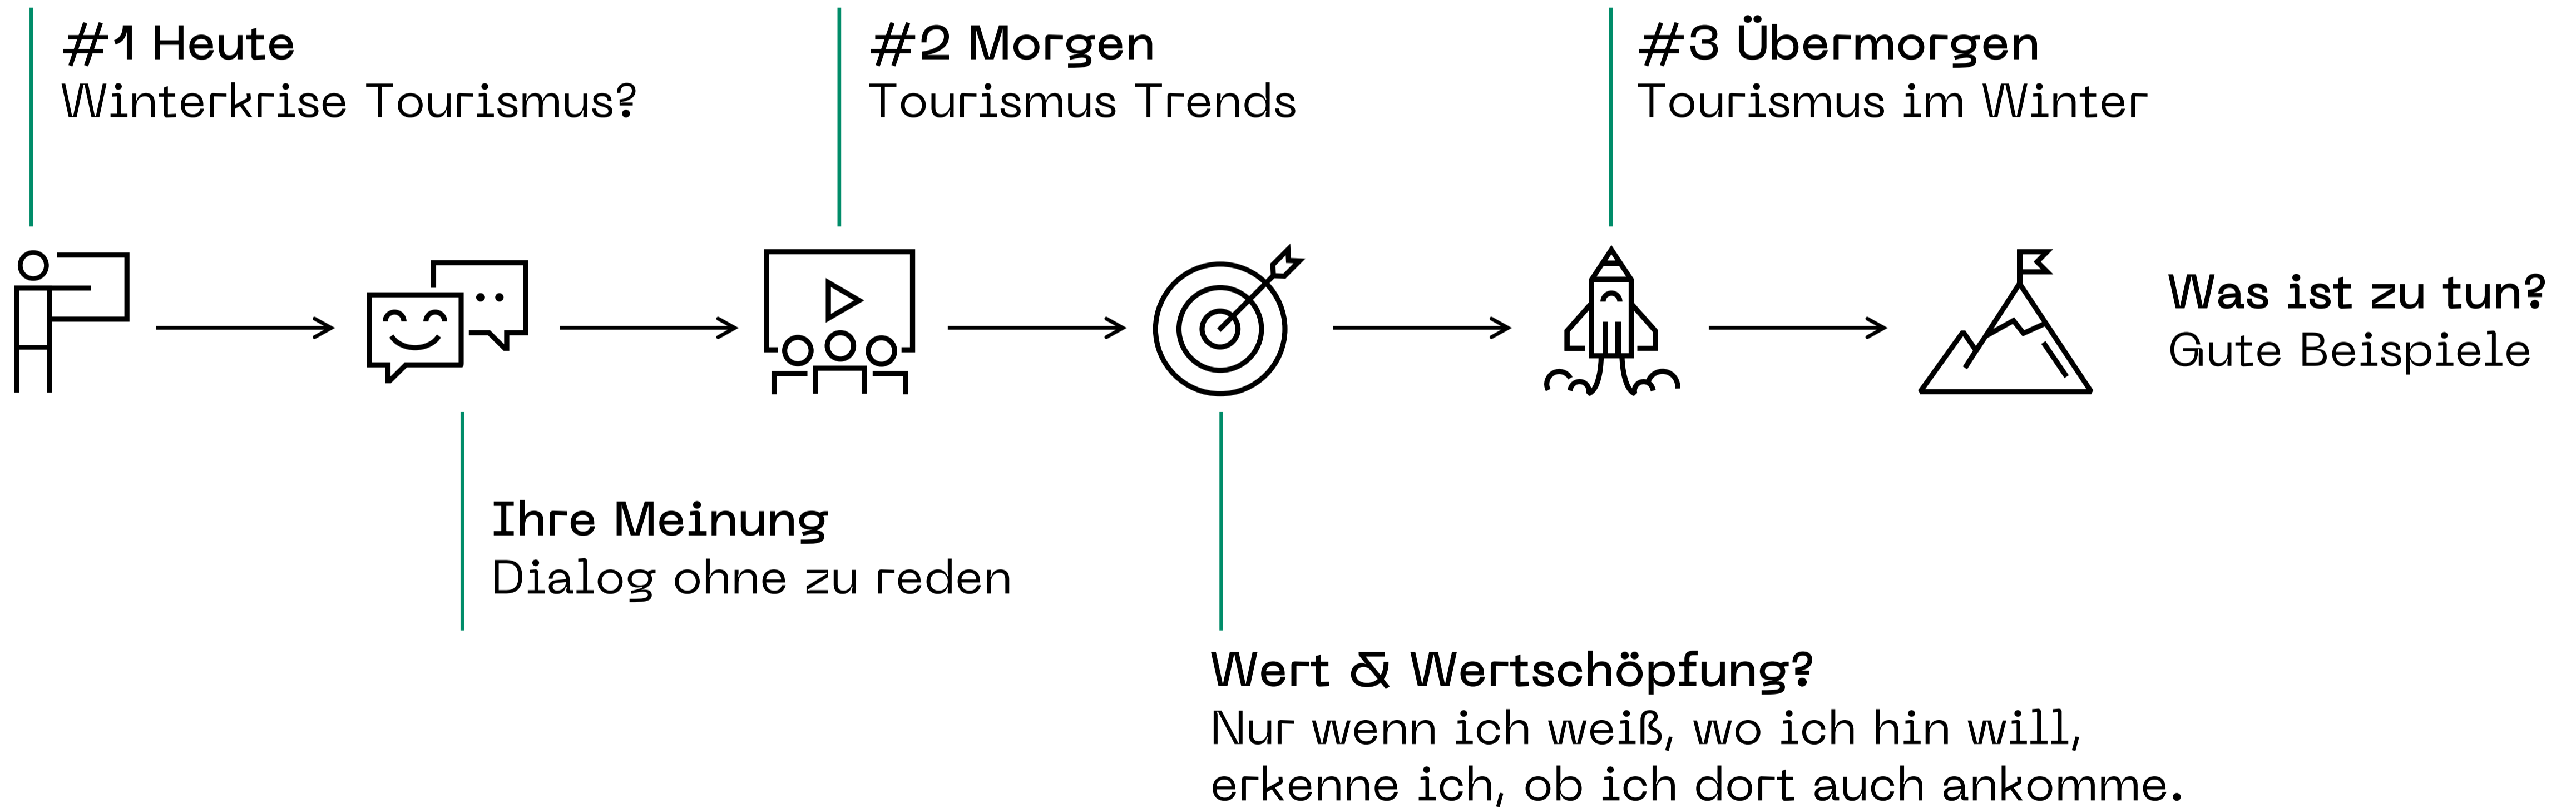 #1 Heute
Winterkrise Tourismus?
#2 Morgen
Tourismus Trends
#3 Übermorgen
Tourismus im Winter
Was ist zu tun?
Gute Beispiele
Ihre Meinung
Dialog ohne zu reden
Wert & Wertschöpfung?
Nur wenn ich weiß, wo ich hin will,
erkenne ich, ob ich dort auch ankomme.